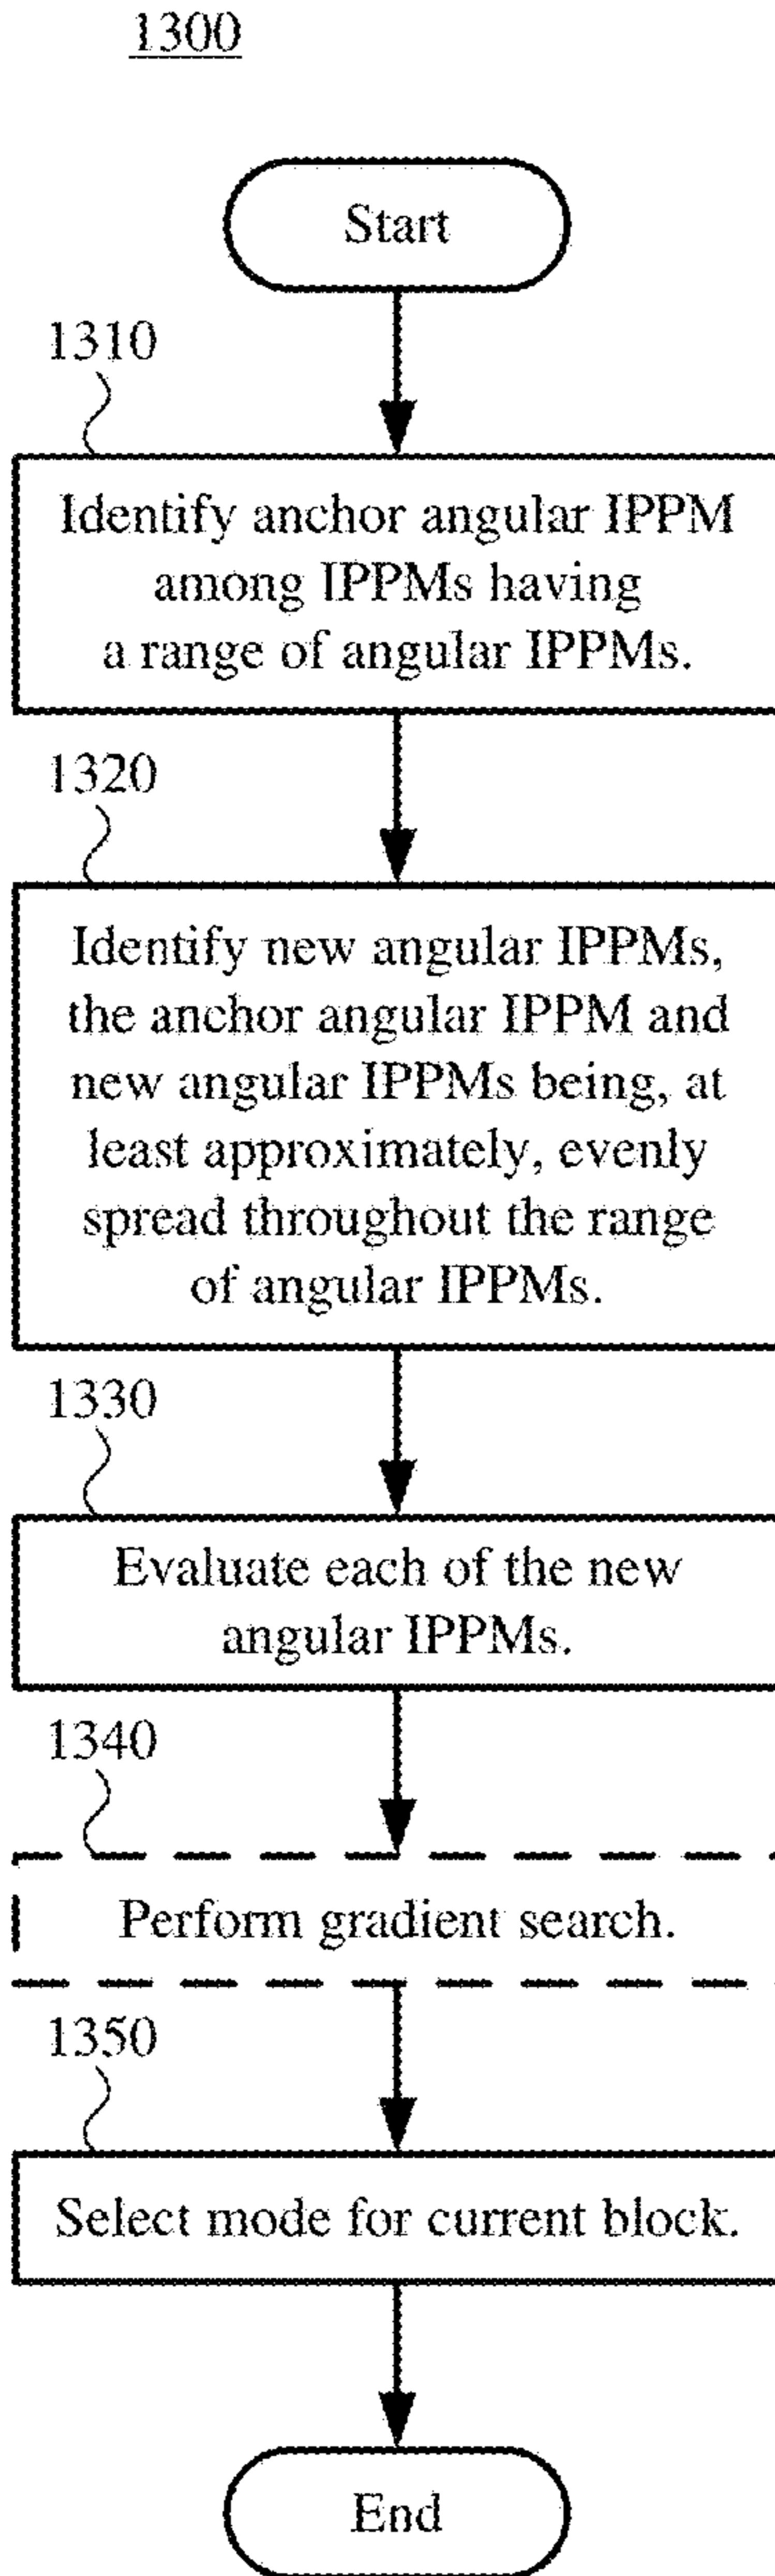 1300
Start
1310
Identify anchor angular IPPM
among IPPMs having
a range of angular IPPMs.
1320
Identify new angular IPPMs,
the anchor angular IPPM and
new angular IPPMs being, at
least approximately, evenly
spread throughout the range
of angular IPPMs.
1330
Evaluate each of the new
angular IPPMs.
1340
Perform gradient search.
1350
Select mode for current block.
End